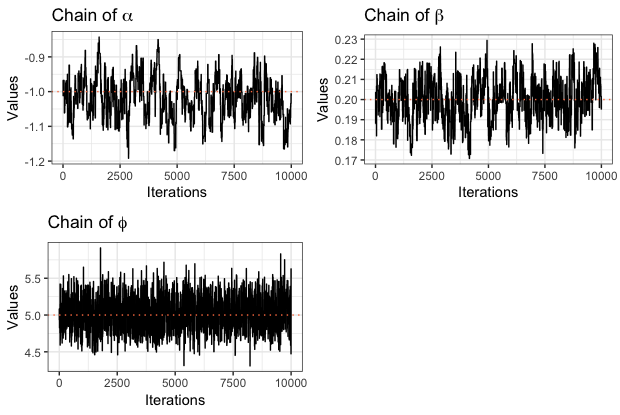 Chain of α
Values
-0.9
-1.0
-1.1
-1.2
0 2500 5000 7500 10000
Iterations
Chain of β
Values
0.23
0.22
0.21
0.20
0.19
0.18
0.17
0 2500 5000 7500 10000
Iterations
Chain of ϕ
Values
5.5
5.0
4.5
0 2500 5000 7500 10000
Iterations